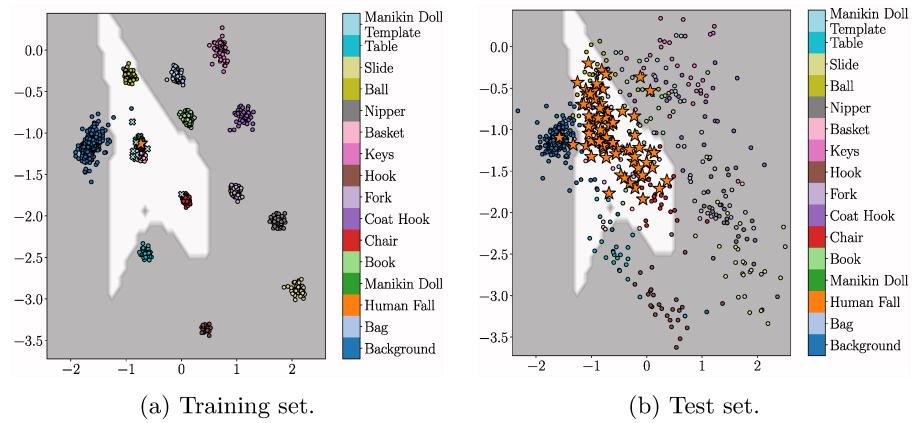 0.0
−0.5
−1.0
−1.5
−2.0
−2.5
−3.0
−3.5
−2
−1
0
1
2
Manikin Doll
Template
Table
Slide
Ball
Nipper
Basket
Keys
Hook
Fork
Coat Hook
Chair
Book
Manikin Doll
Human Fall
Bag
Background
(a) Training set.
0.0
−0.5
−1.0
−1.5
−2.0
−2.5
−3.0
−3.5
−2
−1
0
1
2
Manikin Doll
Template
Table
Slide
Ball
Nipper
Basket
Keys
Hook
Fork
Coat Hook
Chair
Book
Manikin Doll
Human Fall
Bag
Background
(b) Test set.